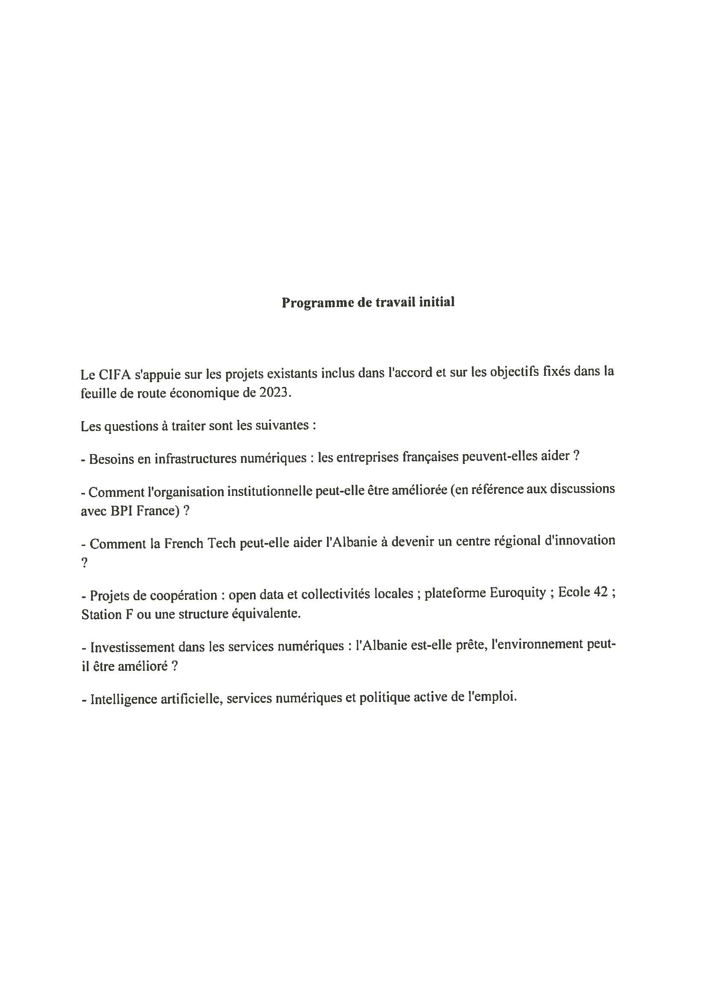 Programme de travail initial
Le CIFA s'appuie sur les projets existants inclus dans l'accord et sur les objectifs fixés dans la
feuille de route économique de 2023.
Les questions à traiter sont les suivantes :
- Besoins en infrastructures numériques : les entreprises françaises peuvent-elles aider ?
- Comment l'organisation institutionnelle peut-elle être améliorée (en référence aux discussions
avec BPI France) ?
- Comment la French Tech peut-elle aider l'Albanie à devenir un centre régional d'innovation
?
- Projets de coopération : open data et collectivités locales ; plateforme Euroquity ; Ecole 42 ;
Station F ou une structure équivalente.
- Investissement dans les services numériques : l'Albanie est-elle prête, l'environnement peut-
il être amélioré ?
- Intelligence artificielle, services numériques et politique active de l'emploi.